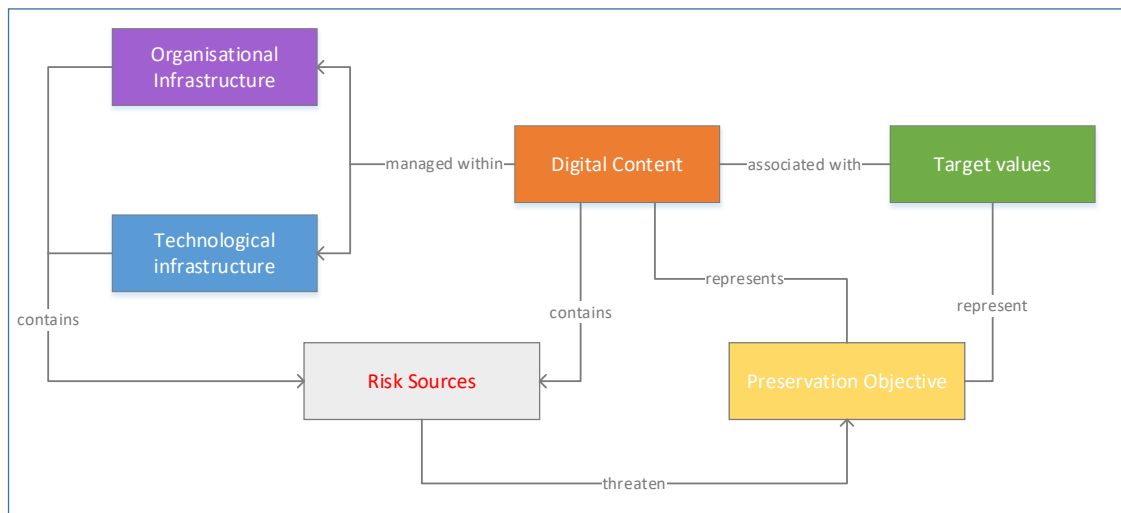 Organisational
Infrastructure
managed within
Digital Content
associated with
Target values
Technological
infrastructure
represents
represent
contains
contains
Risk Sources
Preservation Objective
threaten